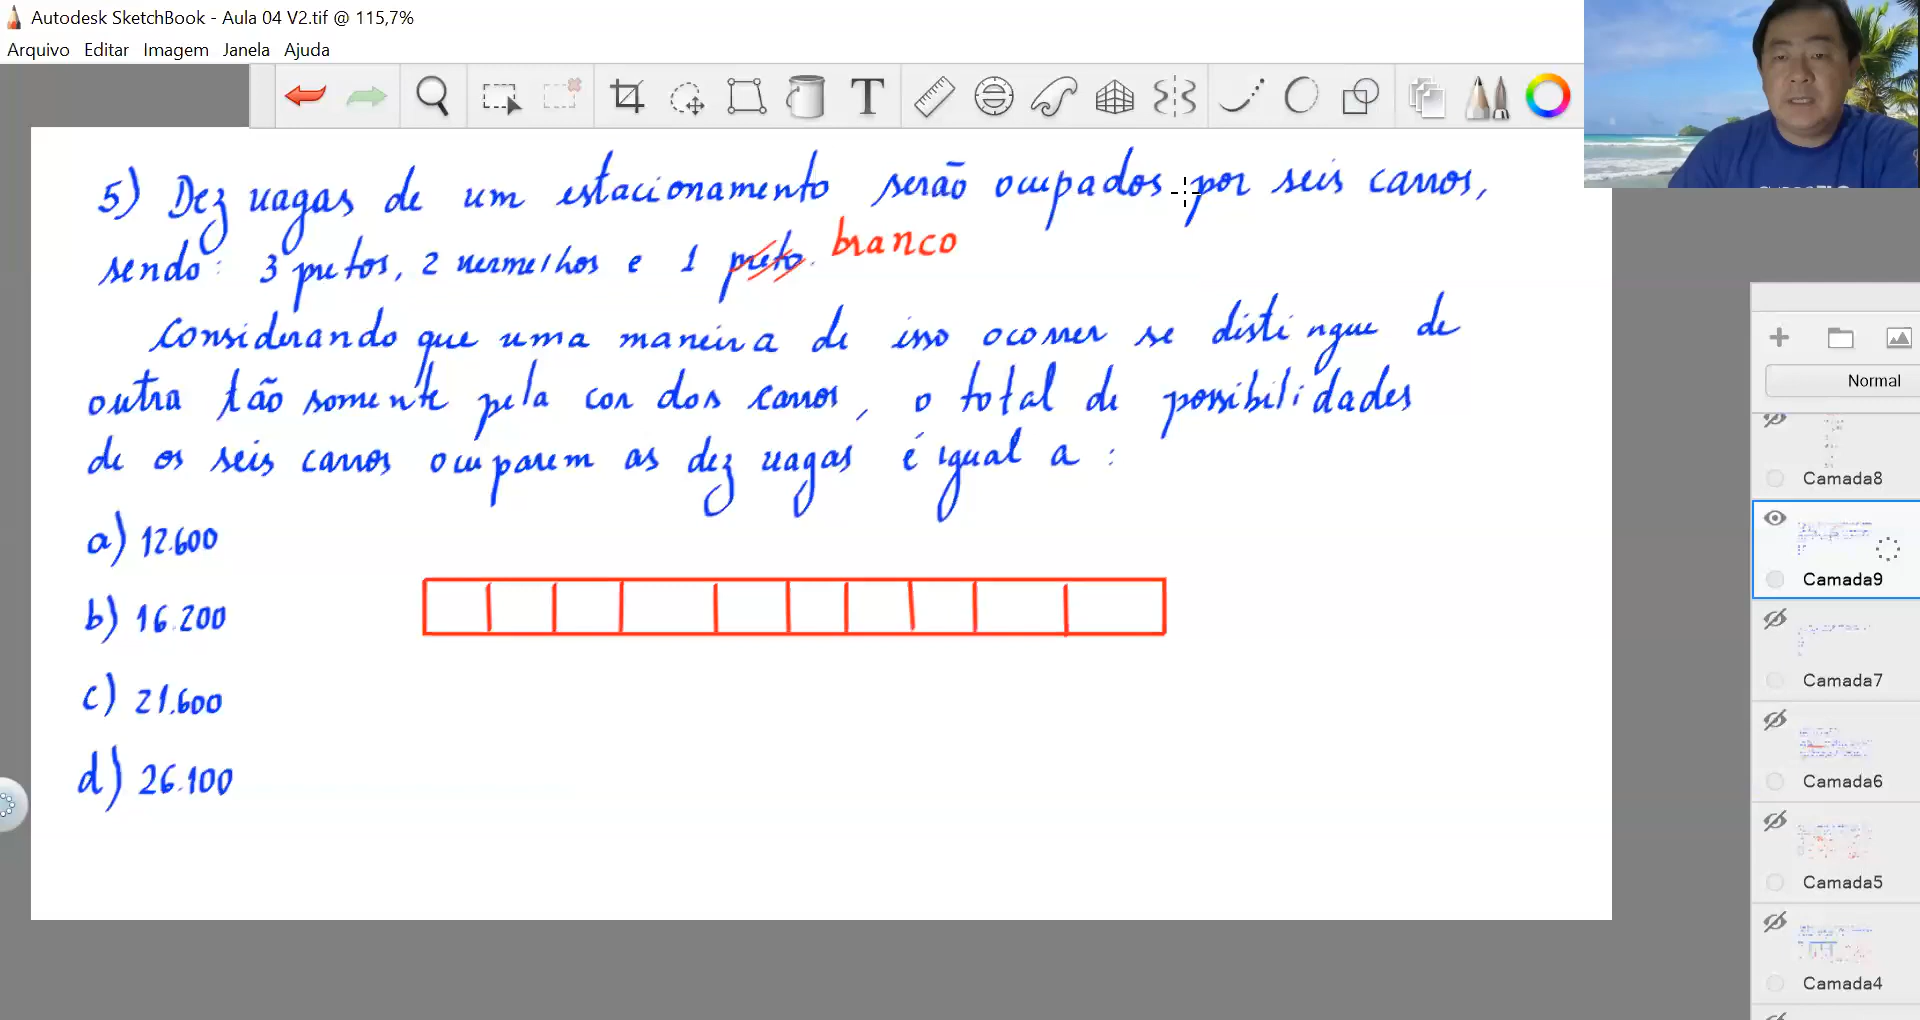 Autodesk SketchBook - Aula 04 V2.tif @ 115,7%
Arquivo Editar Imagem Janela Ajuda
5) Dez vagas de um estacionamento serão ocupados por seis carros,
sendo: 3 pretos, 2 vermelhos e 1 preto. branco
Considerando que uma maneira de isso ocorrer se distingue de
outra tão somente pela cor dos carros, o total de possibilidades
de os seis carros ocuparem as dez vagas é igual a:
a) 12.600
b) 16.200
c) 21.600
d) 26.100
Normal
Camada8
Camada9
Camada7
Camada6
Camada5
Camada4